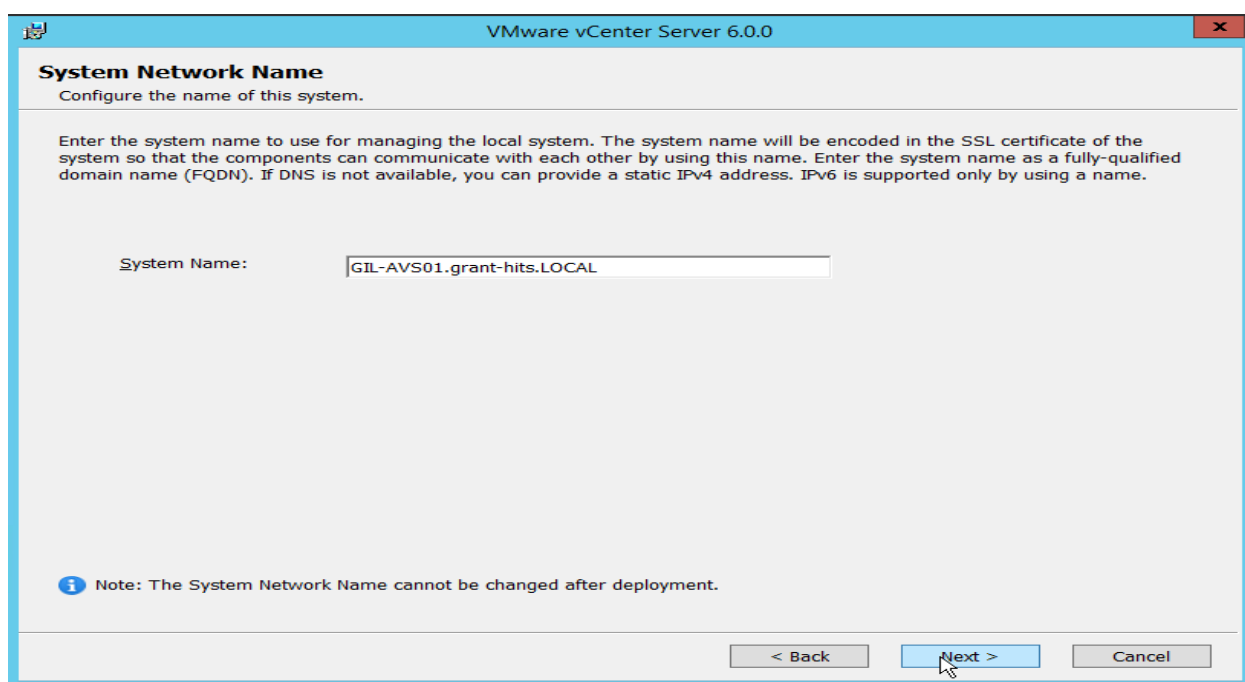 VMware vCenter Server 6.0.0
x
System Network Name
Configure the name of this system.
Enter the system name to use for managing the local system. The system name will be encoded in the SSL certificate of the
system so that the components can communicate with each other by using this name. Enter the system name as a fully-qualified
domain name (FQDN). If DNS is not available, you can provide a static IPv4 address. IPv6 is supported only by using a name.
System Name: GIL-AVS01.grant-hits.LOCAL
Note: The System Network Name cannot be changed after deployment.
< Back Next > Cancel